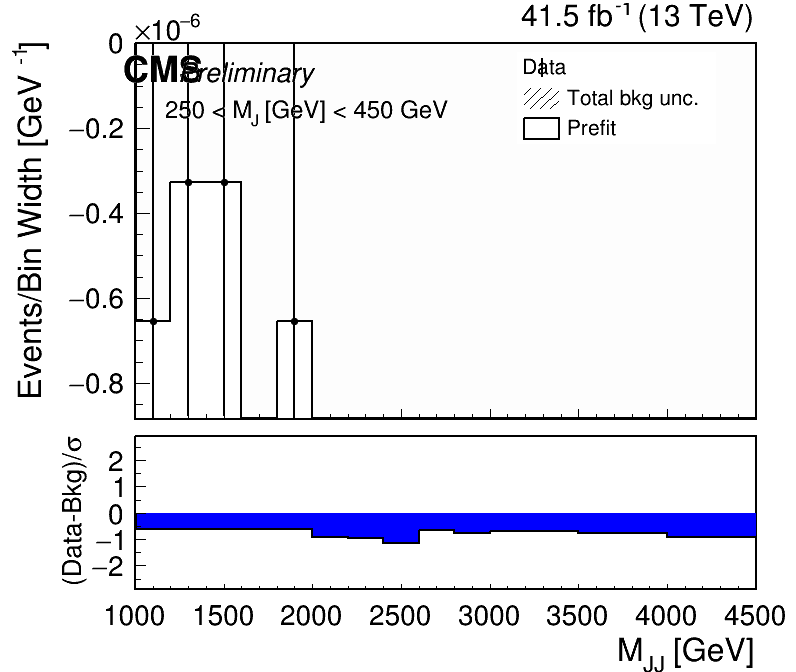 ×10⁻⁶
41.5 fb⁻¹ (13 TeV)
CMS Preliminary
250 < M_J [GeV] < 450 GeV
Data
Total bkg unc.
Prefit
Events/Bin Width [GeV⁻¹]
0
−0.2
−0.4
−0.6
−0.8
(Data-Bkg)/σ
2
1
0
−1
−2
1000 1500 2000 2500 3000 3500 4000 4500
M_JJ [GeV]